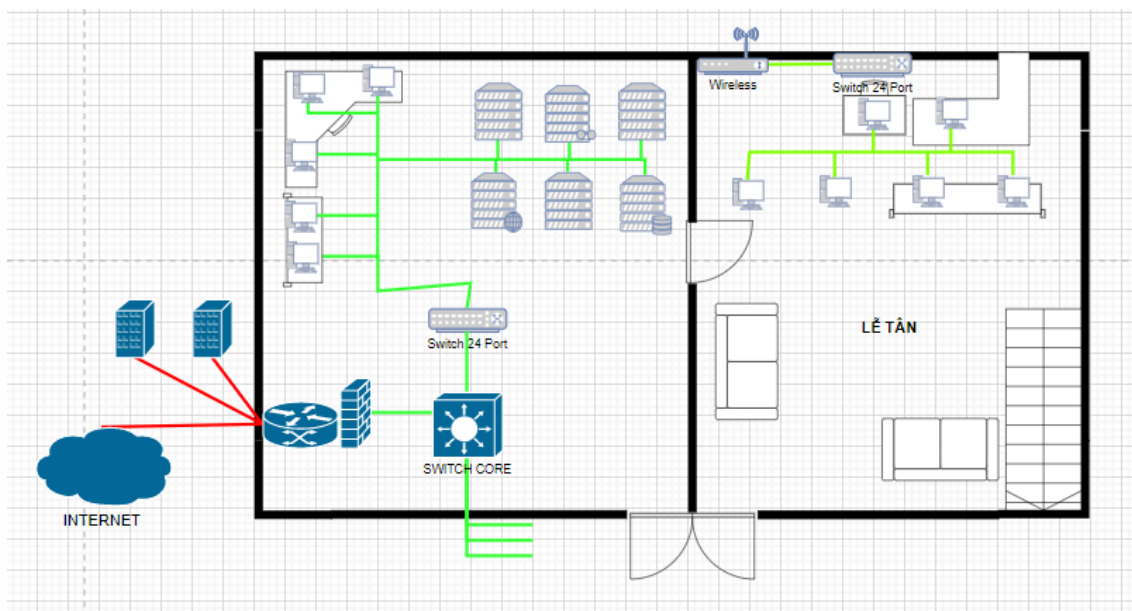 Wireless
Switch 24 Port
LỄ TÂN
Switch 24 Port
SWITCH CORE
INTERNET